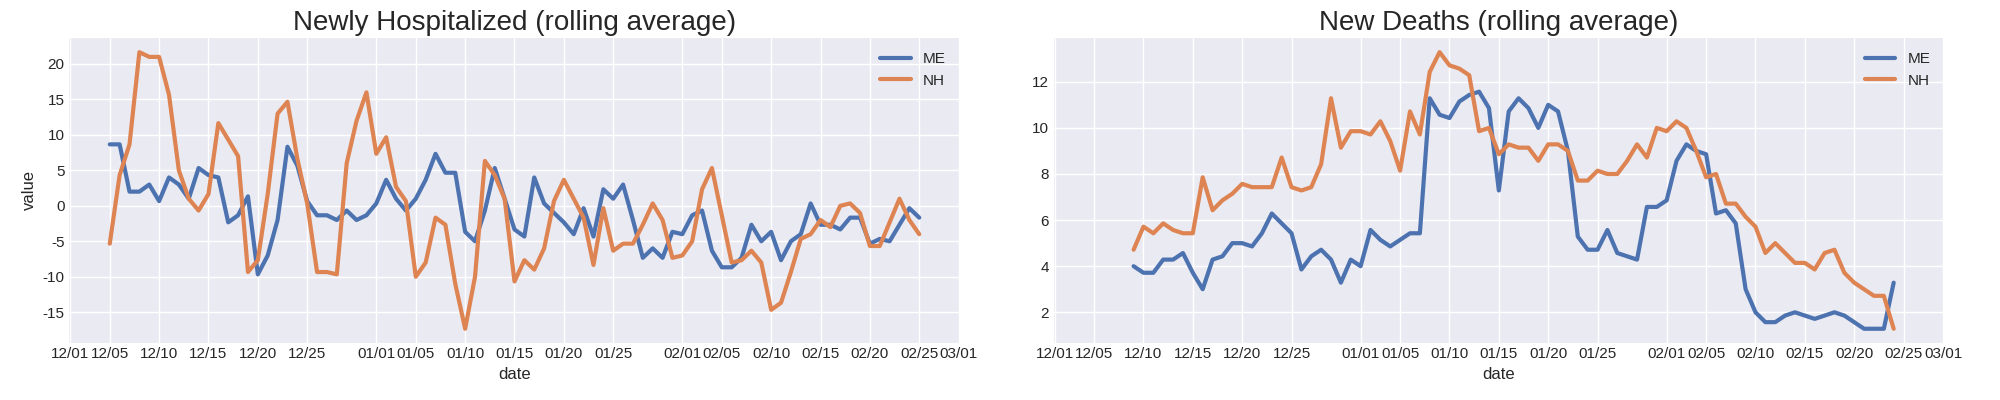 Newly Hospitalized (rolling average)
ME
NH
20
15
10
5
0
-5
-10
-15
value
12/01 12/05 12/10 12/15 12/20 12/25 01/01 01/05 01/10 01/15 01/20 01/25 02/01 02/05 02/10 02/15 02/20 02/25 03/01
date
New Deaths (rolling average)
ME
NH
12
10
8
6
4
2
12/01 12/05 12/10 12/15 12/20 12/25 01/01 01/05 01/10 01/15 01/20 01/25 02/01 02/05 02/10 02/15 02/20 02/25 03/01
date